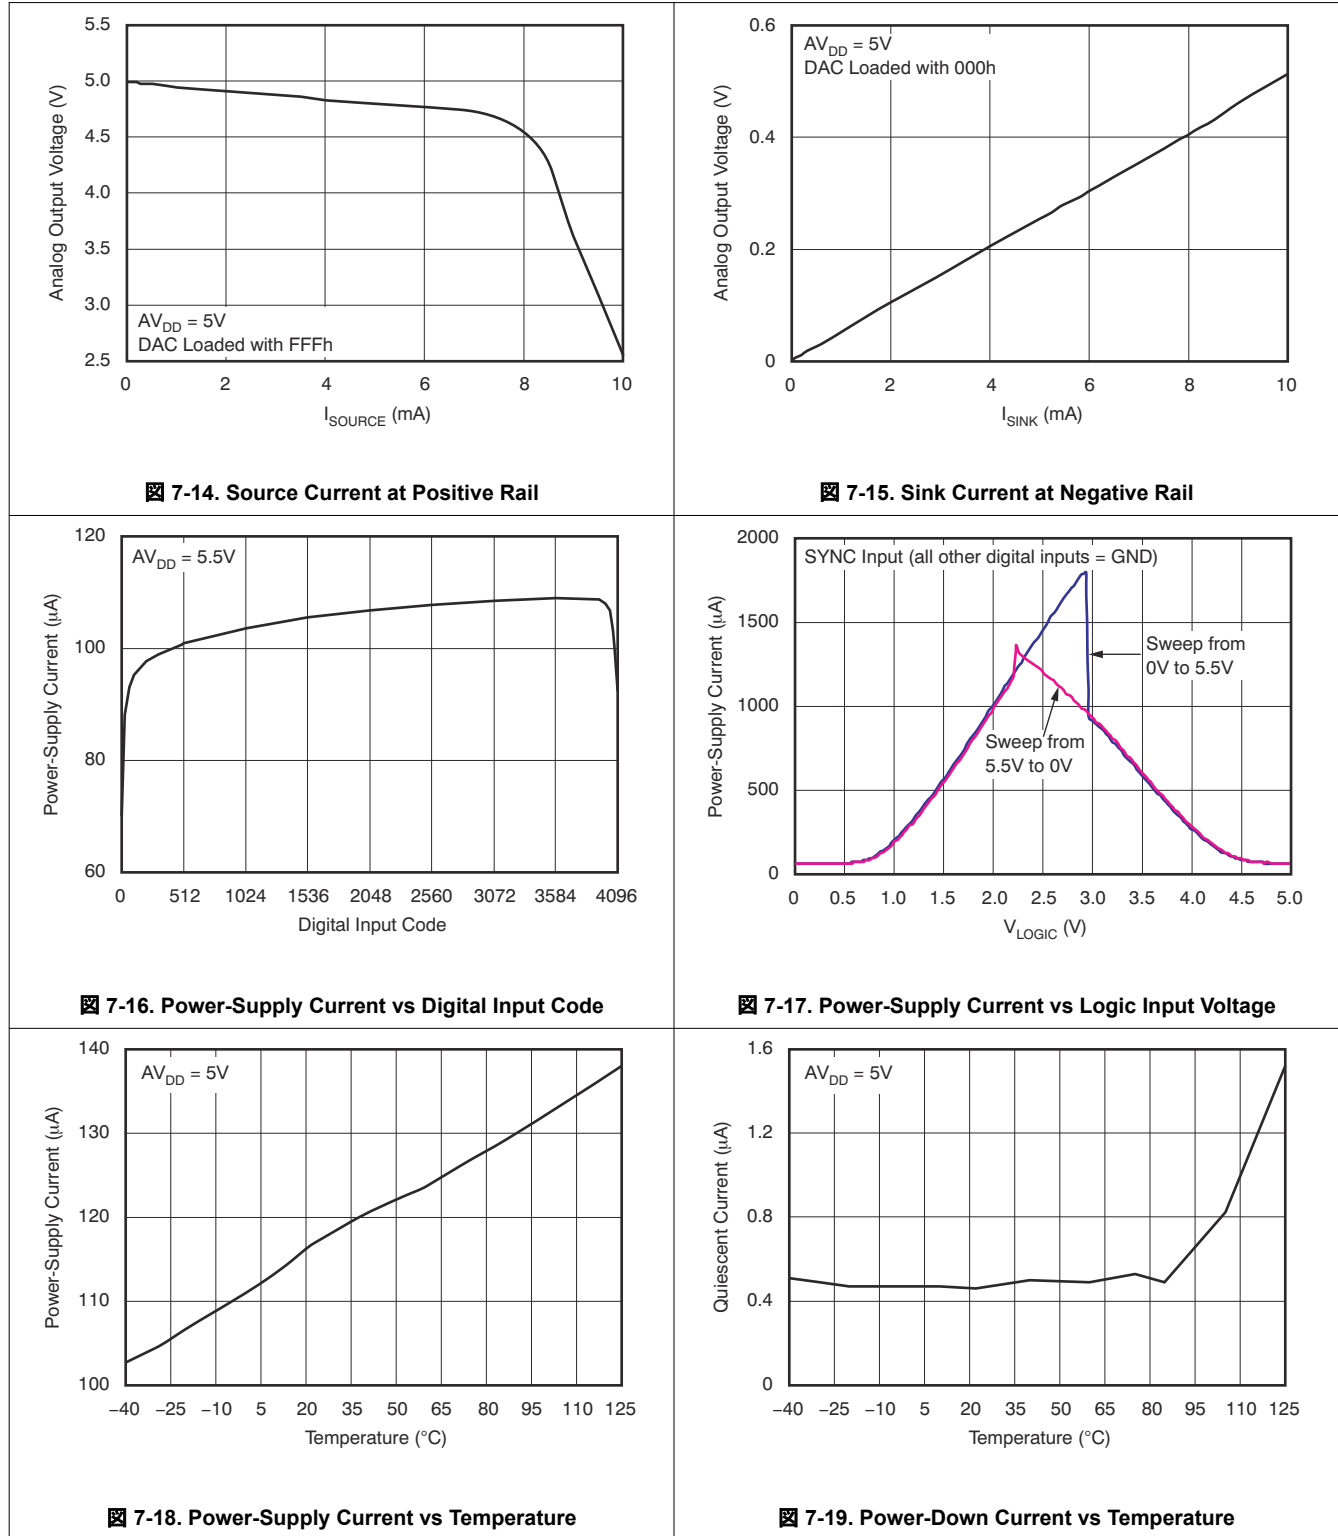 5.5
5.0
4.5
4.0
3.5
3.0
2.5
Analog Output Voltage (V)
AVDD = 5V
DAC Loaded with FFFh
0 2 4 6 8 10
ISOURCE (mA)
図 7-14. Source Current at Positive Rail
0.6
0.4
0.2
0
Analog Output Voltage (V)
AVDD = 5V
DAC Loaded with 000h
0 2 4 6 8 10
ISINK (mA)
図 7-15. Sink Current at Negative Rail
120
100
80
60
Power-Supply Current (μA)
AVDD = 5.5V
0 512 1024 1536 2048 2560 3072 3584 4096
Digital Input Code
図 7-16. Power-Supply Current vs Digital Input Code
2000
1500
1000
500
0
Power-Supply Current (μA)
SYNC Input (all other digital inputs = GND)
Sweep from
0V to 5.5V
Sweep from
5.5V to 0V
0 0.5 1.0 1.5 2.0 2.5 3.0 3.5 4.0 4.5 5.0
VLOGIC (V)
図 7-17. Power-Supply Current vs Logic Input Voltage
140
130
120
110
100
Power-Supply Current (μA)
AVDD = 5V
−40 −25 −10 5 20 35 50 65 80 95 110 125
Temperature (°C)
図 7-18. Power-Supply Current vs Temperature
1.6
1.2
0.8
0.4
0
Quiescent Current (μA)
AVDD = 5V
−40 −25 −10 5 20 35 50 65 80 95 110 125
Temperature (°C)
図 7-19. Power-Down Current vs Temperature